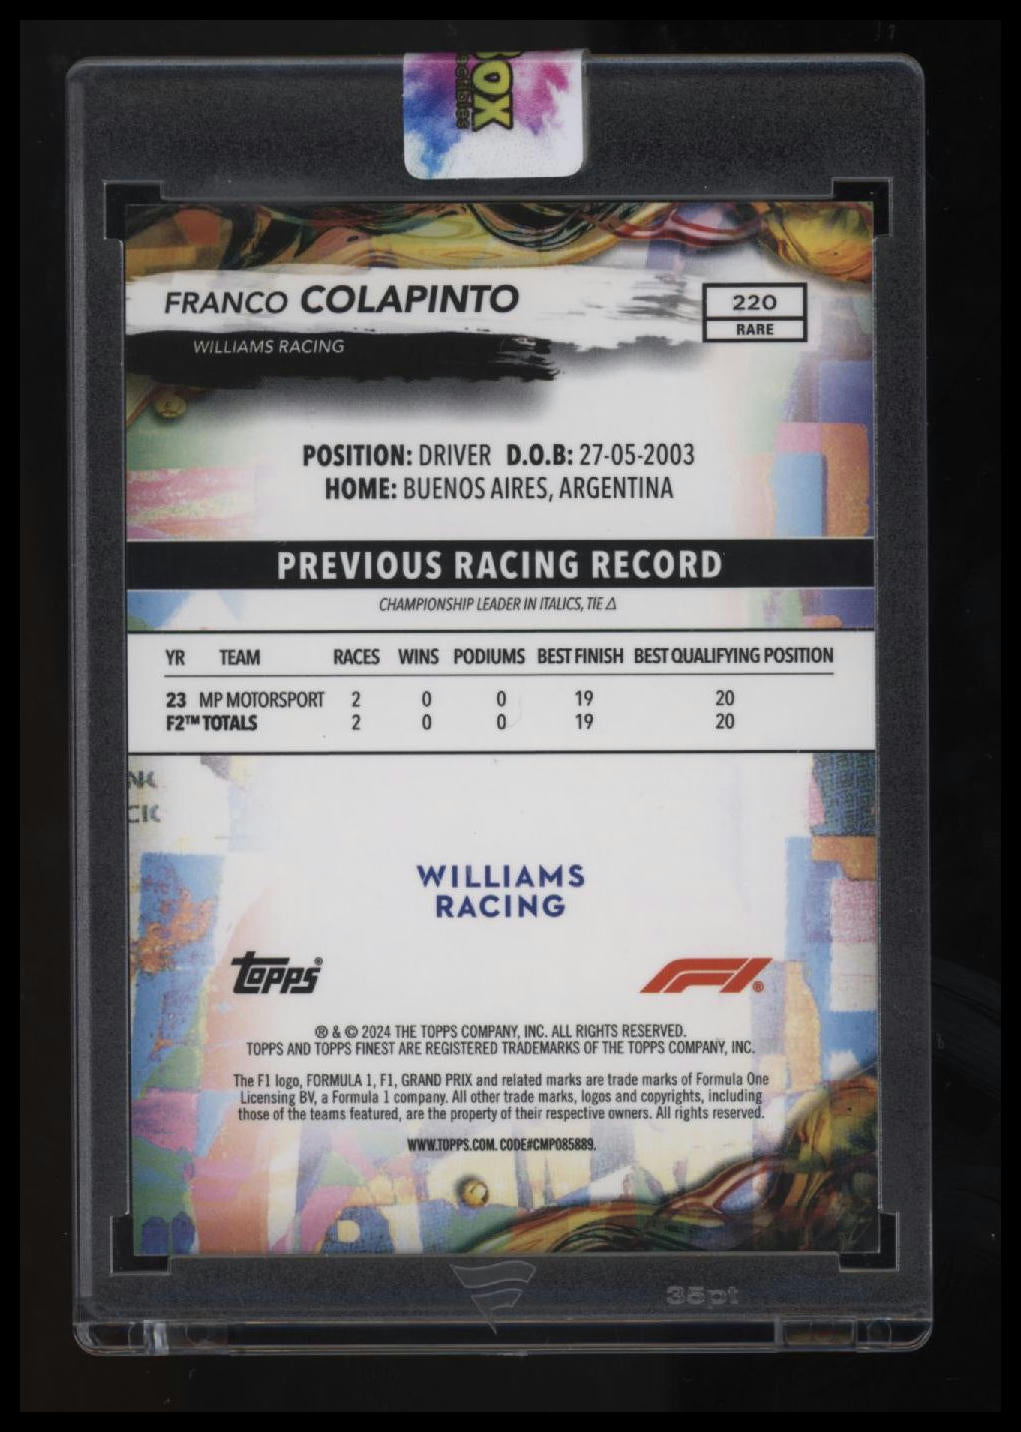 BOX
FRANCO COLAPINTO
220
RARE
WILLIAMS RACING
POSITION: DRIVER D.O.B: 27-05-2003
HOME: BUENOS AIRES, ARGENTINA
PREVIOUS RACING RECORD
CHAMPIONSHIP LEADER IN ITALICS, TIE Δ
YR TEAM RACES WINS PODIUMS BEST FINISH BEST QUALIFYING POSITION
23 MP MOTORSPORT 2 0 0 19 20
F2™ TOTALS 2 0 0 19 20
WILLIAMS
RACING
Topps®
F1®
® & © 2024 THE TOPPS COMPANY, INC. ALL RIGHTS RESERVED.
TOPPS AND TOPPS FINEST ARE REGISTERED TRADEMARKS OF THE TOPPS COMPANY, INC.
The F1 logo, FORMULA 1, F1, GRAND PRIX and related marks are trade marks of Formula One
Licensing BV, a Formula 1 company. All other trade marks, logos and copyrights, including
those of the teams featured, are the property of their respective owners. All rights reserved.
WWW.TOPPS.COM. CODE#CMP085889.
35pt